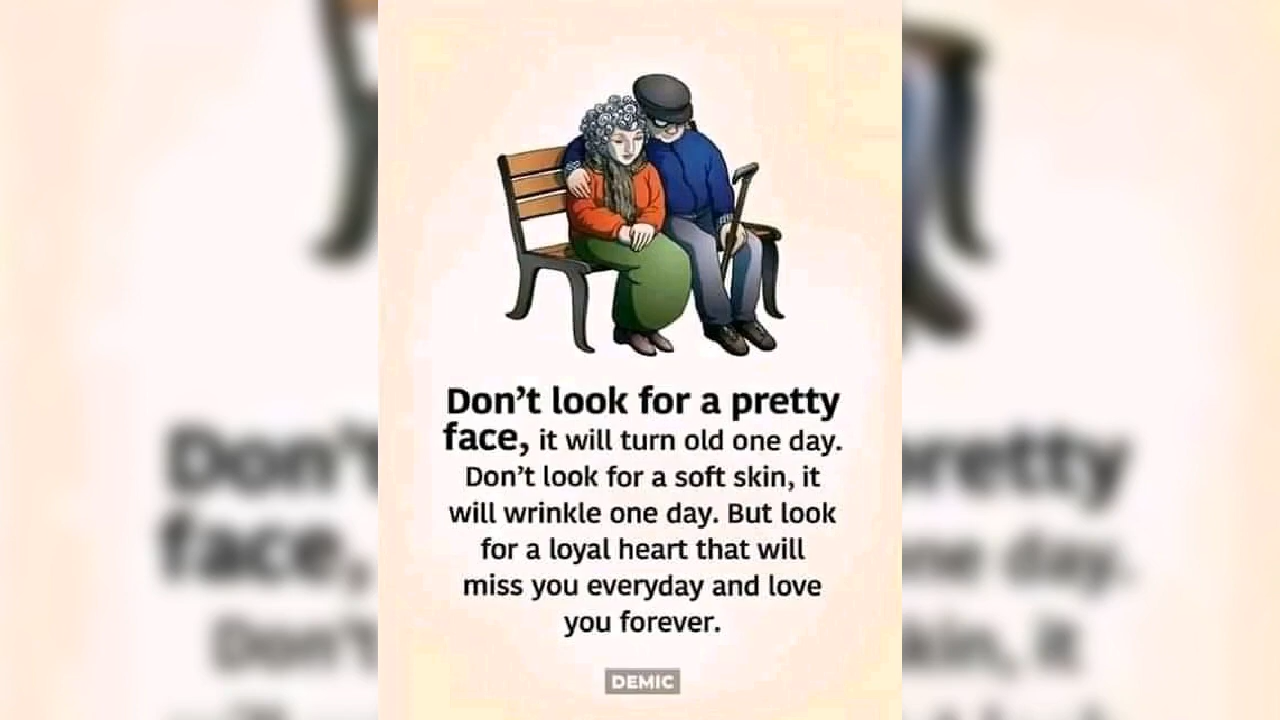 Don't look for a pretty
face, it will turn old one day.
Don't look for a soft skin, it
will wrinkle one day. But look
for a loyal heart that will
miss you everyday and love
you forever.
DEMIC